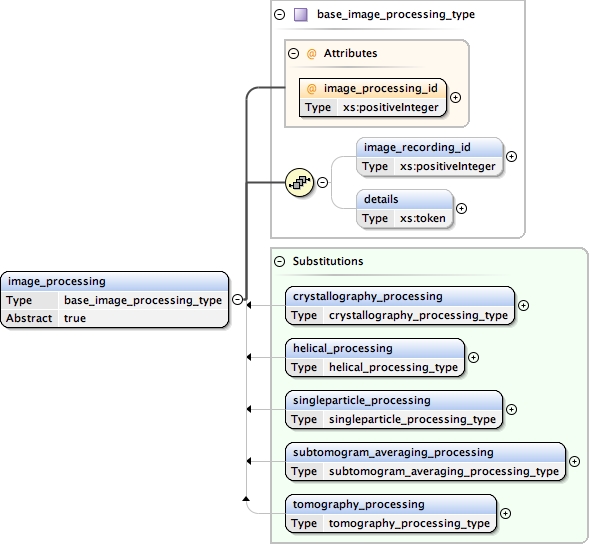 base_image_processing_type
@ Attributes
@ image_processing_id
Type xs:positiveInteger
image_recording_id
Type xs:positiveInteger
details
Type xs:token
image_processing
Type base_image_processing_type
Abstract true
Substitutions
crystallography_processing
Type crystallography_processing_type
helical_processing
Type helical_processing_type
singleparticle_processing
Type singleparticle_processing_type
subtomogram_averaging_processing
Type subtomogram_averaging_processing_type
tomography_processing
Type tomography_processing_type